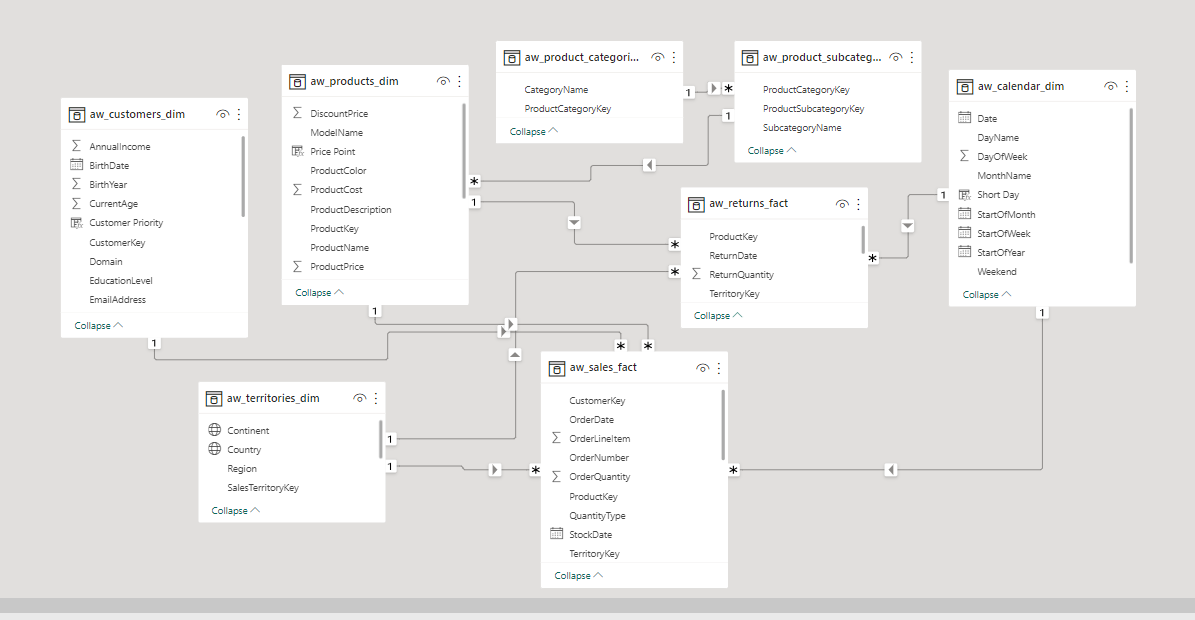 aw_customers_dim
AnnualIncome
BirthDate
BirthYear
CurrentAge
Customer Priority
CustomerKey
Domain
EducationLevel
EmailAddress
Collapse
1
aw_products_dim
DiscountPrice
ModelName
Price Point
ProductColor
ProductCost
ProductDescription
ProductKey
ProductName
ProductPrice
Collapse
*
1
1
aw_product_categori...
CategoryName
ProductCategoryKey
Collapse
1
*
1
aw_product_subcateg...
ProductCategoryKey
ProductSubcategoryKey
SubcategoryName
Collapse
aw_calendar_dim
Date
DayName
DayOfWeek
MonthName
Short Day
StartOfMonth
StartOfWeek
StartOfYear
Weekend
Collapse
1
1
aw_returns_fact
ProductKey
ReturnDate
ReturnQuantity
TerritoryKey
Collapse
*
*
*
aw_territories_dim
Continent
Country
Region
SalesTerritoryKey
Collapse
1
1
aw_sales_fact
CustomerKey
OrderDate
OrderLineItem
OrderNumber
OrderQuantity
ProductKey
QuantityType
StockDate
TerritoryKey
Collapse
*
*
*
*